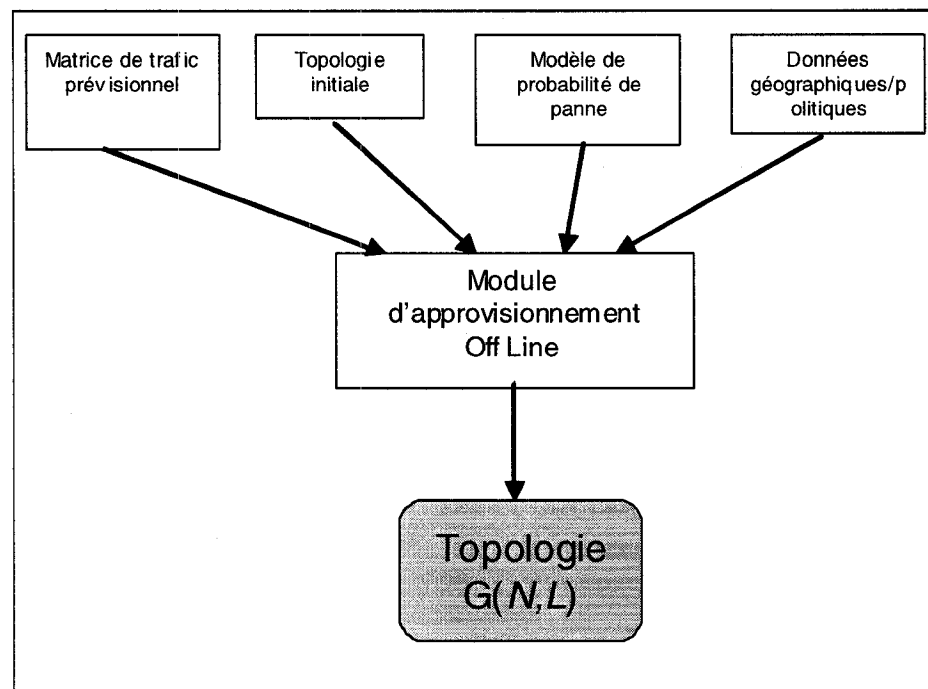 Matrice de trafic
prévisionnel
Topologie
initiale
Modèle de
probabilité de
panne
Données
géographiques/p
olitiques
Module
d'approvisionnement
Off Line
Topologie
G(N,L)